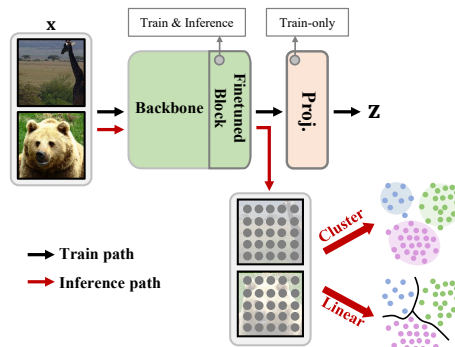 x
Train & Inference
Train-only
Backbone
Finetuned
Block
Proj.
z
Train path
Inference path
Cluster
Linear